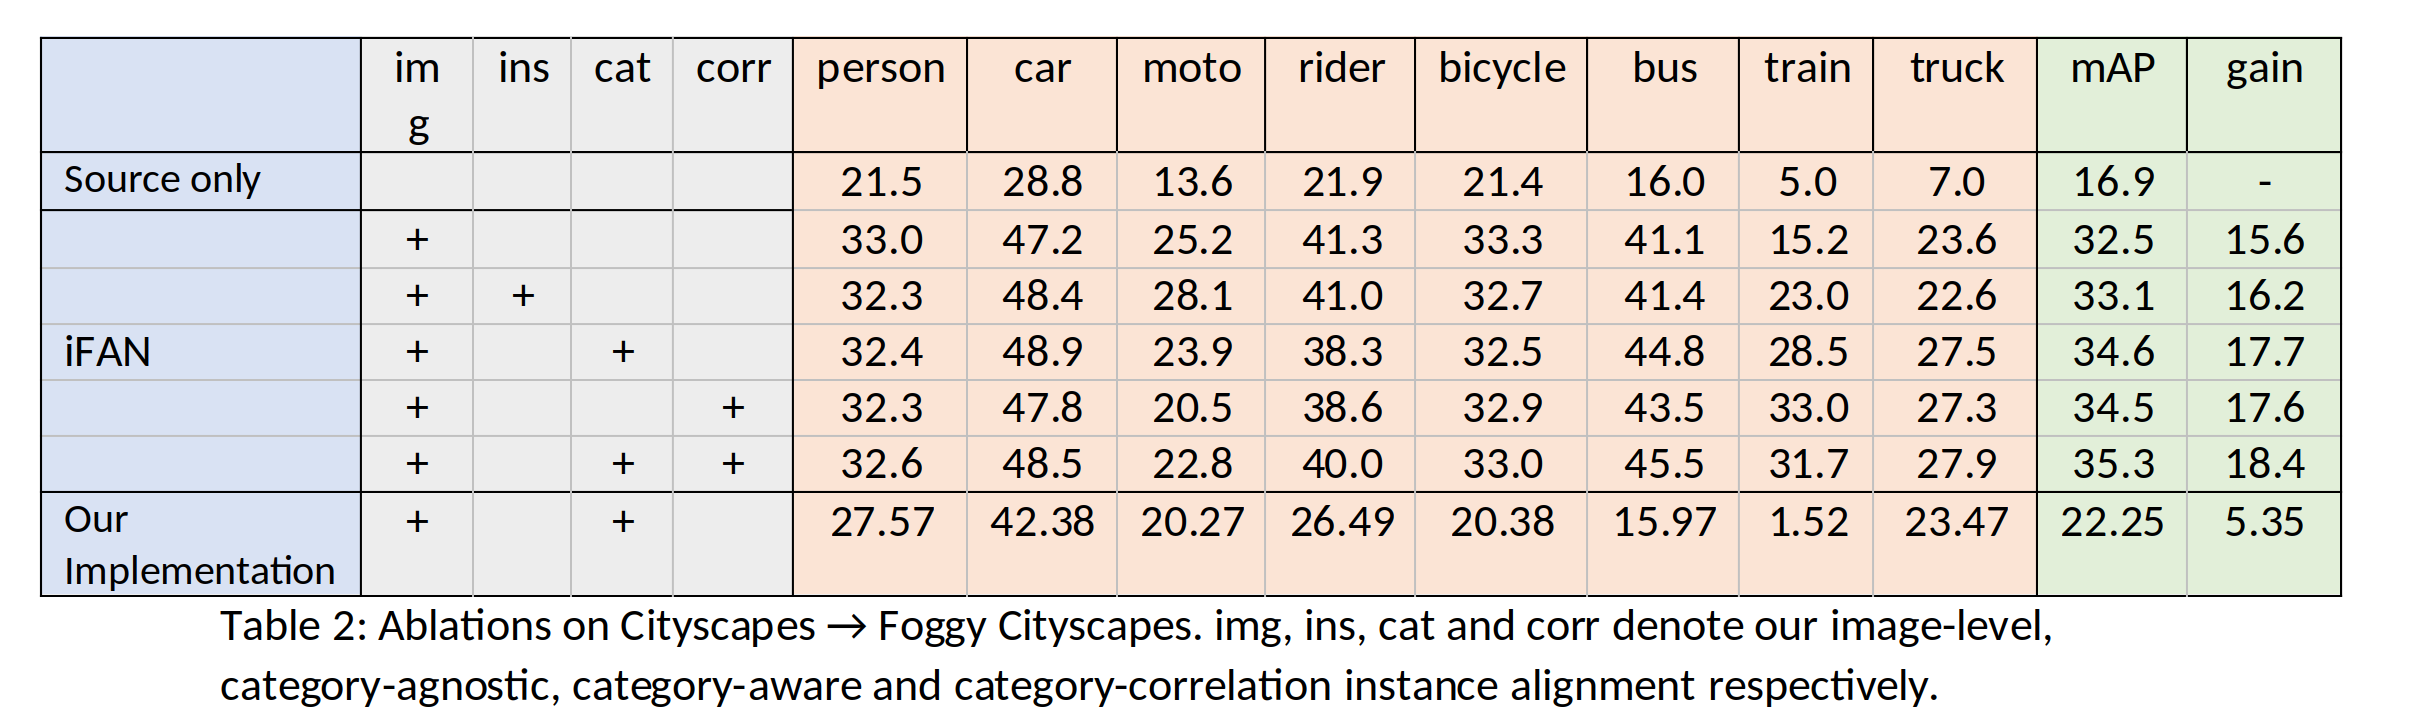 img ins cat corr person car moto rider bicycle bus train truck mAP gain
Source only 21.5 28.8 13.6 21.9 21.4 16.0 5.0 7.0 16.9 -
+ 33.0 47.2 25.2 41.3 33.3 41.1 15.2 23.6 32.5 15.6
+ + 32.3 48.4 28.1 41.0 32.7 41.4 23.0 22.6 33.1 16.2
iFAN + + 32.4 48.9 23.9 38.3 32.5 44.8 28.5 27.5 34.6 17.7
+ + 32.3 47.8 20.5 38.6 32.9 43.5 33.0 27.3 34.5 17.6
+ + + 32.6 48.5 22.8 40.0 33.0 45.5 31.7 27.9 35.3 18.4
Our + + 27.57 42.38 20.27 26.49 20.38 15.97 1.52 23.47 22.25 5.35
Implementation
Table 2: Ablations on Cityscapes → Foggy Cityscapes. img, ins, cat and corr denote our image-level,
category-agnostic, category-aware and category-correlation instance alignment respectively.